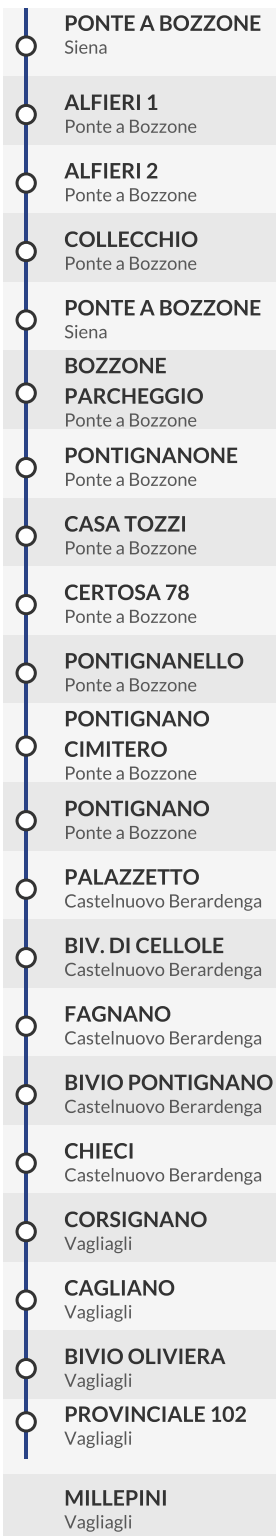 PONTE A BOZZONE
Siena
ALFIERI 1
Ponte a Bozzone
ALFIERI 2
Ponte a Bozzone
COLLECCHIO
Ponte a Bozzone
PONTE A BOZZONE
Siena
BOZZONE
PARCHEGGIO
Ponte a Bozzone
PONTIGNANONE
Ponte a Bozzone
CASA TOZZI
Ponte a Bozzone
CERTOSA 78
Ponte a Bozzone
PONTIGNANELLO
Ponte a Bozzone
PONTIGNANO
CIMITERO
Ponte a Bozzone
PONTIGNANO
Ponte a Bozzone
PALAZZETTO
Castelnuovo Berardenga
BIV. DI CELLOLE
Castelnuovo Berardenga
FAGNANO
Castelnuovo Berardenga
BIVIO PONTIGNANO
Castelnuovo Berardenga
CHIECI
Castelnuovo Berardenga
CORSIGNANO
Vagliagli
CAGLIANO
Vagliagli
BIVIO OLIVIERA
Vagliagli
PROVINCIALE 102
Vagliagli
MILLEPINI
Vagliagli